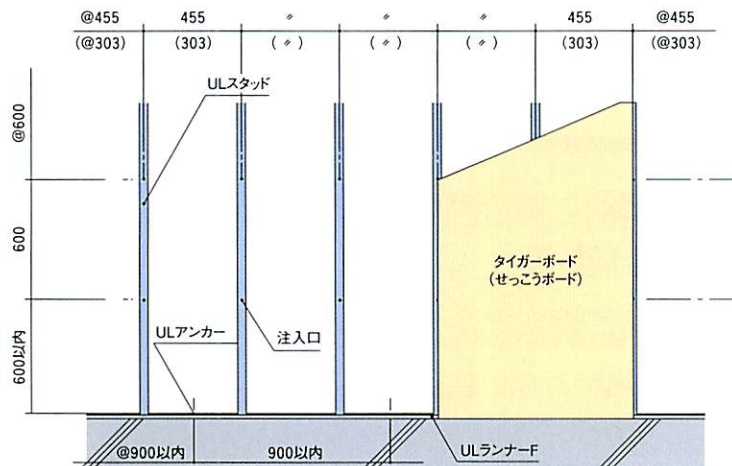 @455 455 〃 〃 〃 455 @455
(@303) (303) (〃) (〃) (〃) (303) (@303)
ULスタッド
@600
600
タイガーボード
(せっこうボード)
ULアンカー
注入口
600以内
@900以内 900以内
ULランナーF